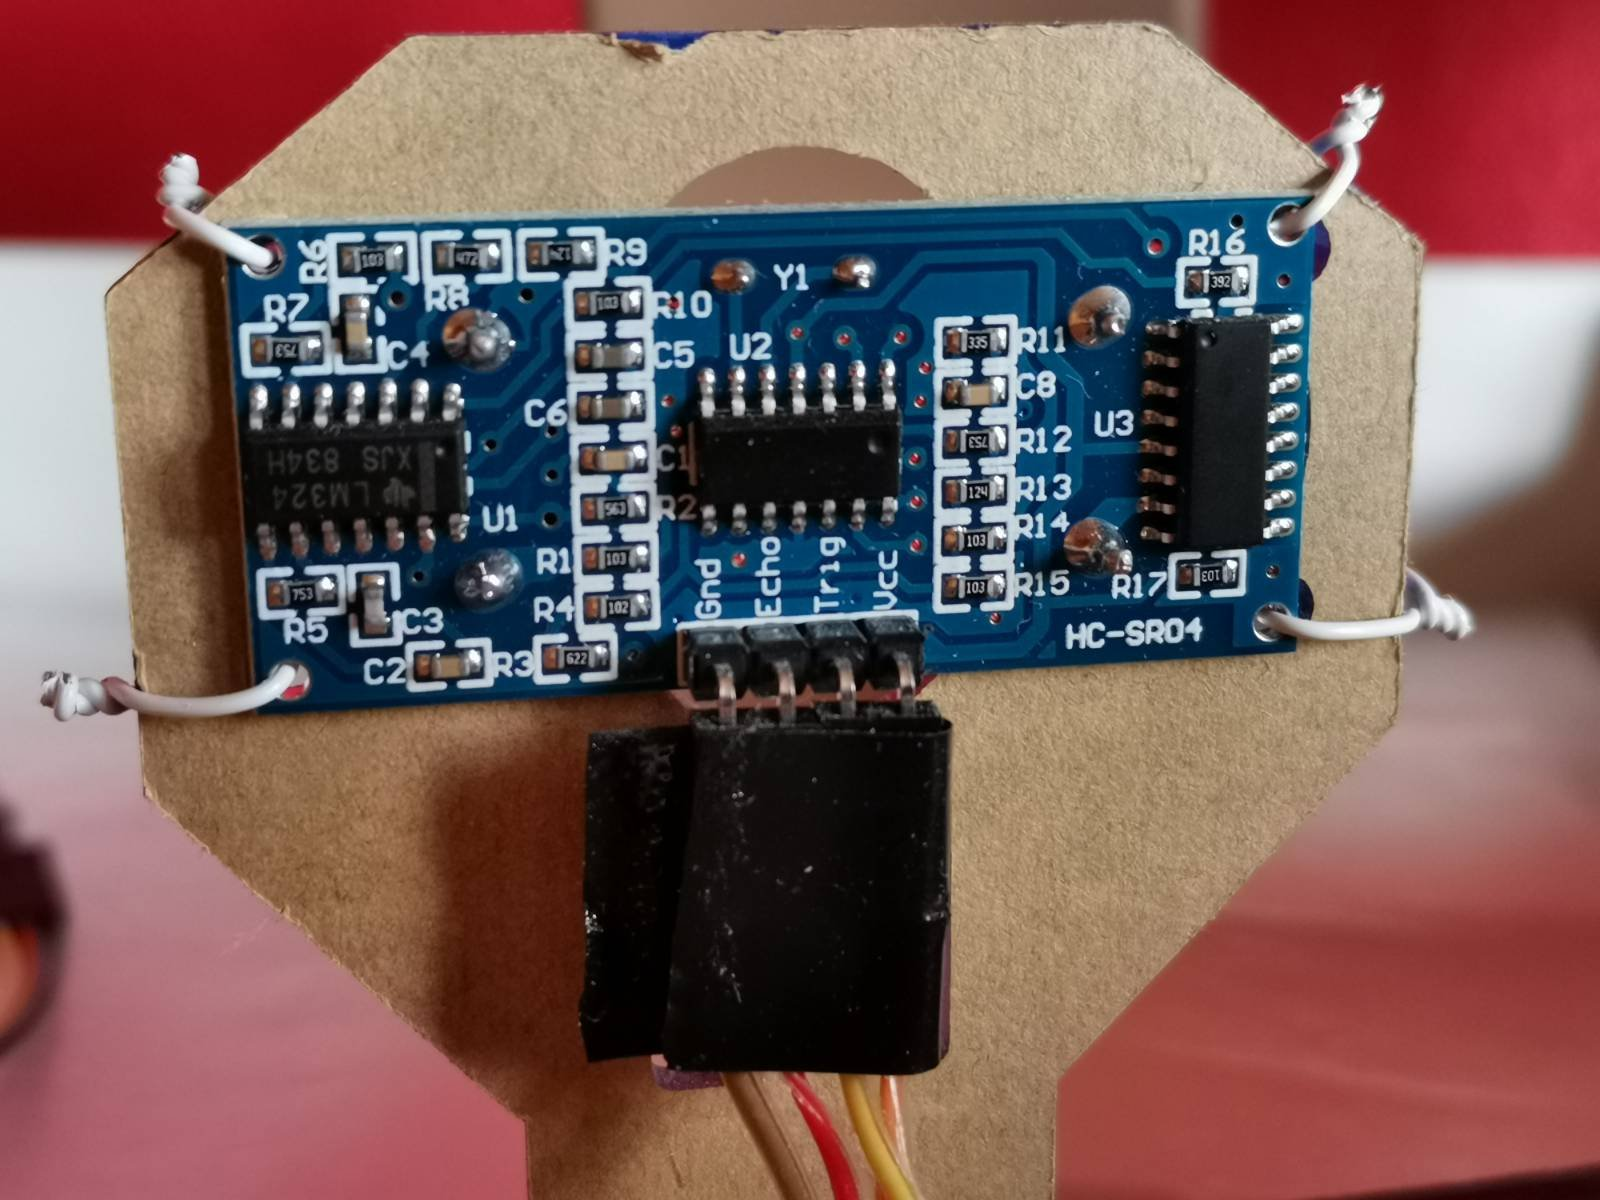 R6
103
472
124
R9
Y1
R16
392
R7
R8
103
R10
753
C4
C5
U2
335
R11
C6
C8
U3
XJS 834H
LM324
C1
753
R12
U1
563
R2
124
R13
R1
103
103
R14
753
R5
C3
R4
102
Gnd
Echo
Trig
Vcc
103
R15
R17
103
HC-SR04
C2
R3
622